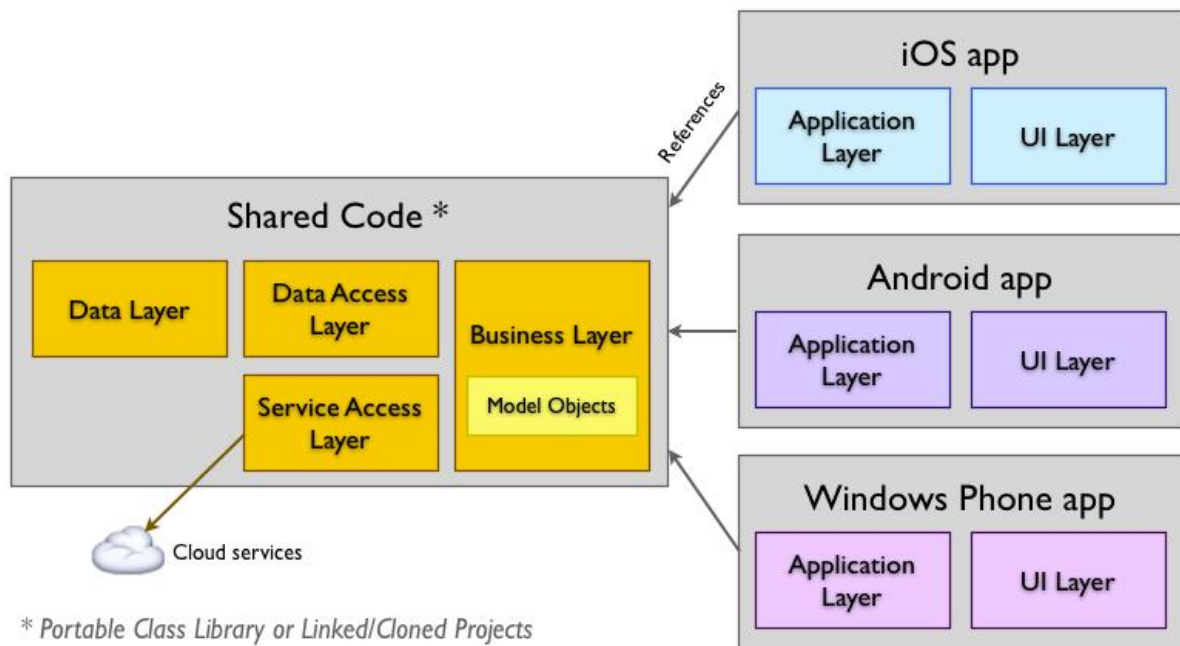 iOS app
Application
Layer
UI Layer
References
Shared Code *
Data Layer
Data Access
Layer
Business Layer
Model Objects
Service Access
Layer
Cloud services
Android app
Application
Layer
UI Layer
Windows Phone app
Application
Layer
UI Layer
* Portable Class Library or Linked/Cloned Projects